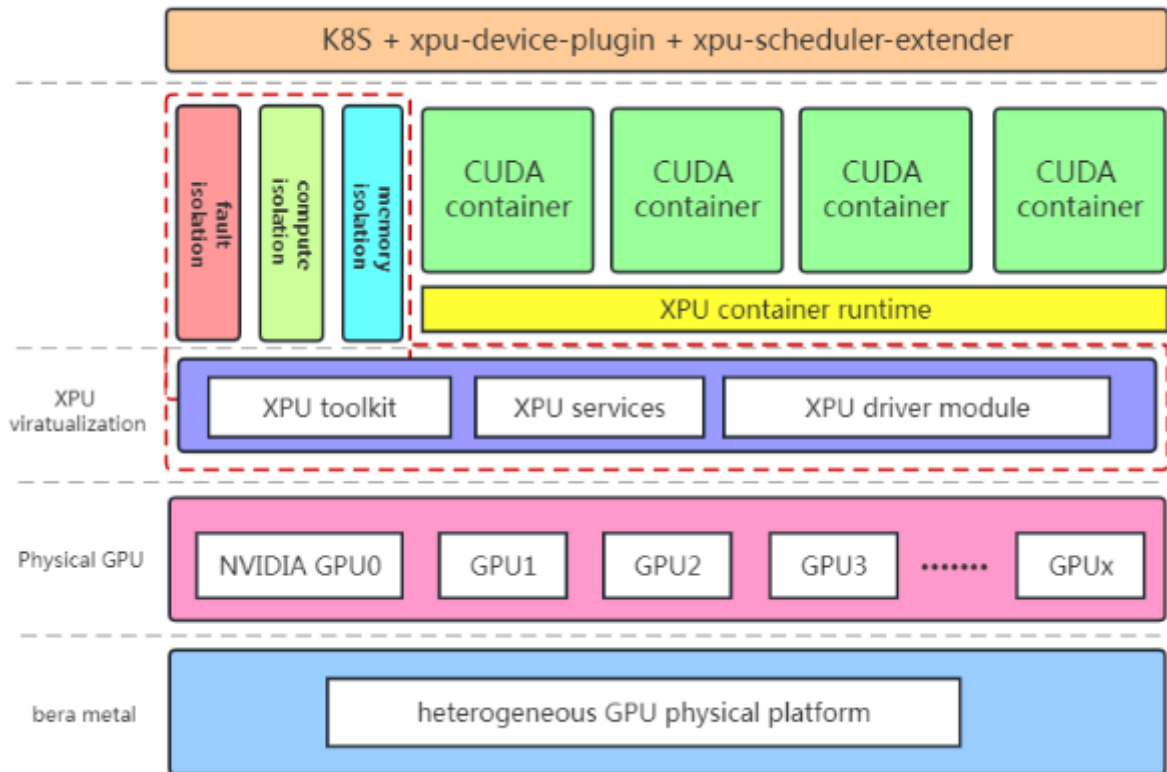 K8S + xpu-device-plugin + xpu-scheduler-extender
fault
isolation
compute
isolation
memory
isolation
CUDA
container
CUDA
container
CUDA
container
CUDA
container
XPU container runtime
XPU
viratualization
XPU toolkit
XPU services
XPU driver module
Physical GPU
NVIDIA GPU0
GPU1
GPU2
GPU3
·······
GPUx
bera metal
heterogeneous GPU physical platform